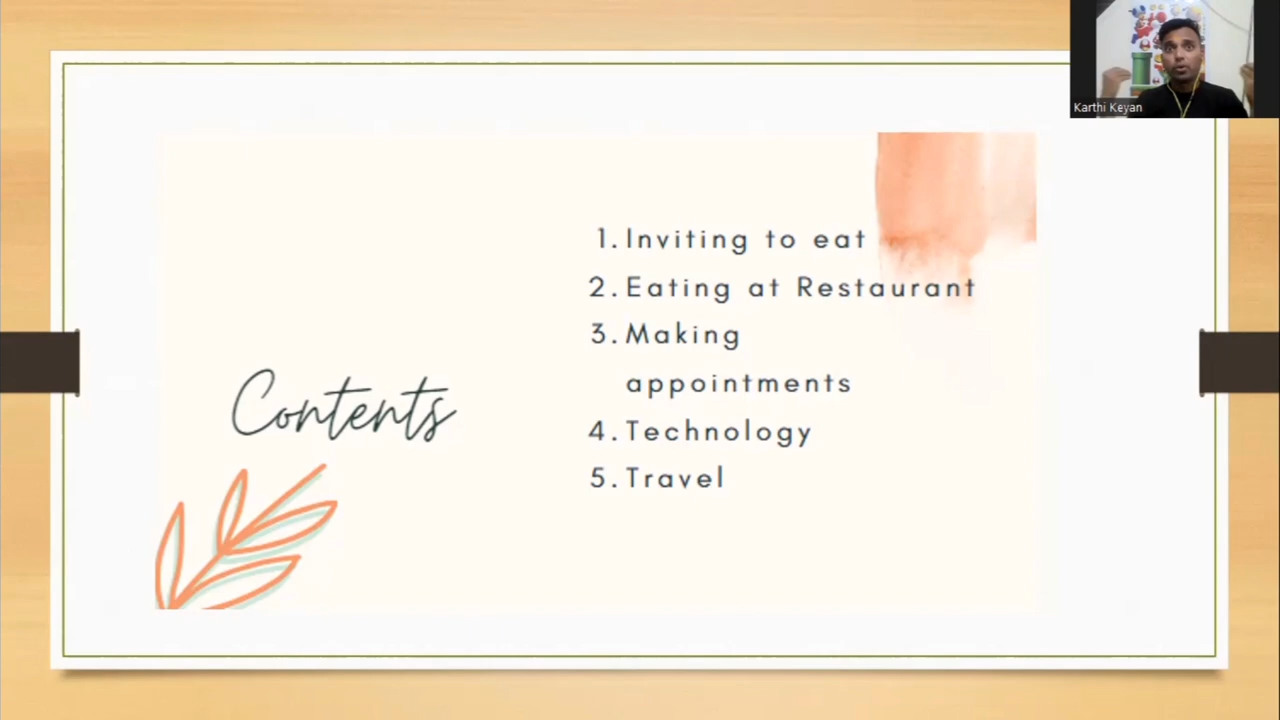 Karthi Keyan
1. Inviting to eat
2. Eating at Restaurant
3. Making
appointments
4. Technology
5. Travel
Contents